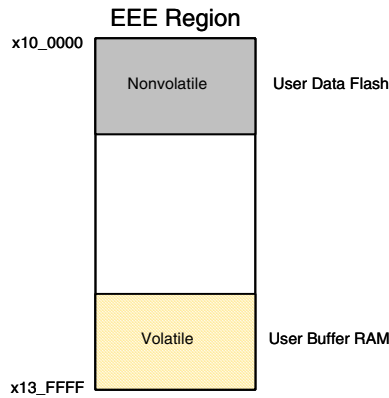 EEE Region
x10_0000
Nonvolatile
User Data Flash
Volatile
User Buffer RAM
x13_FFFF